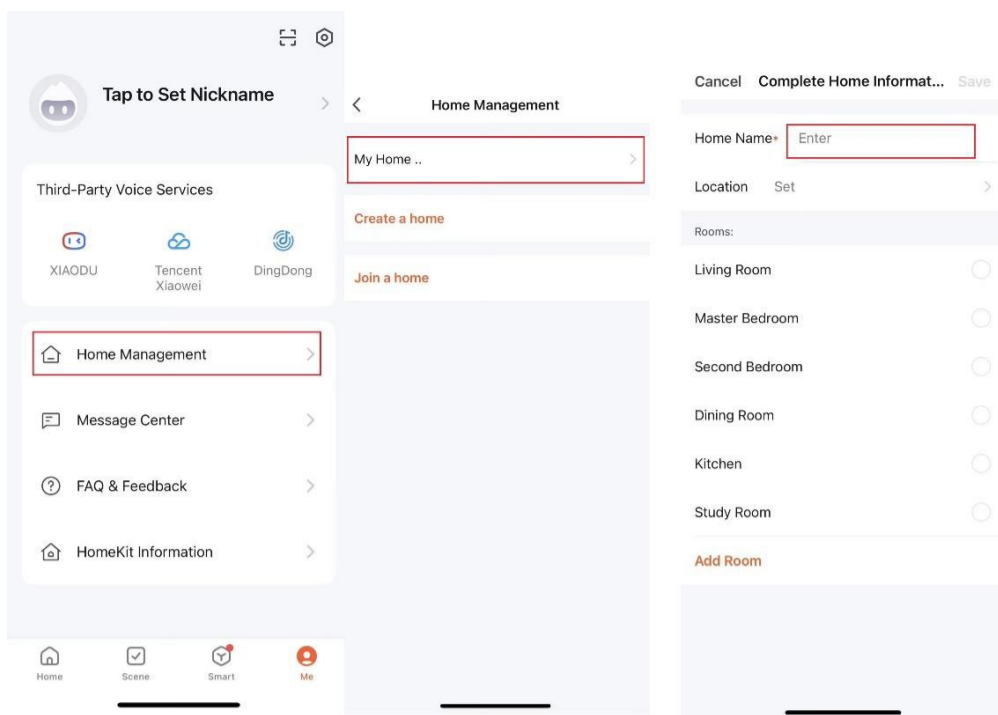 Tap to Set Nickname
Third-Party Voice Services
XIAODU
Tencent
Xiaowei
DingDong
Home Management
Message Center
FAQ & Feedback
HomeKit Information
Home
Scene
Smart
Me
Home Management
My Home ..
Create a home
Join a home
Cancel Complete Home Informat... Save
Home Name* Enter
Location Set
Rooms:
Living Room
Master Bedroom
Second Bedroom
Dining Room
Kitchen
Study Room
Add Room